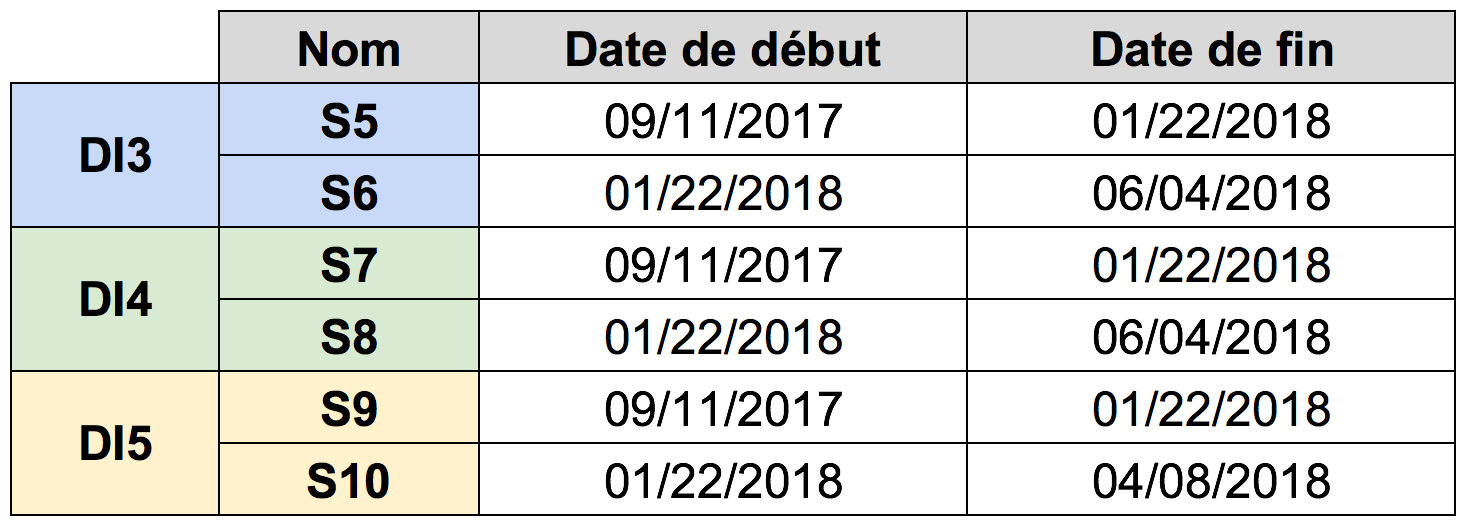 Nom Date de début Date de fin
DI3 S5 09/11/2017 01/22/2018
S6 01/22/2018 06/04/2018
DI4 S7 09/11/2017 01/22/2018
S8 01/22/2018 06/04/2018
DI5 S9 09/11/2017 01/22/2018
S10 01/22/2018 04/08/2018